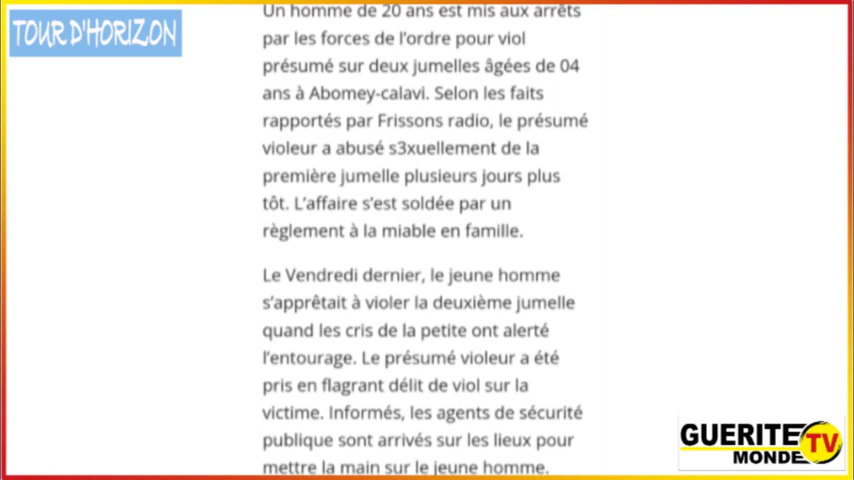 TOUR D'HORIZON
Un homme de 20 ans est mis aux arrêts
par les forces de l'ordre pour viol
présumé sur deux jumelles âgées de 04
ans à Abomey-calavi. Selon les faits
rapportés par Frissons radio, le présumé
violeur a abusé s3xuellement de la
première jumelle plusieurs jours plus
tôt. L'affaire s'est soldée par un
règlement à la miable en famille.
Le Vendredi dernier, le jeune homme
s'apprêtait à violer la deuxième jumelle
quand les cris de la petite ont alerté
l'entourage. Le présumé violeur a été
pris en flagrant délit de viol sur la
victime. Informés, les agents de sécurité
publique sont arrivés sur les lieux pour
mettre la main sur le jeune homme.
GUERITE TV
MONDE